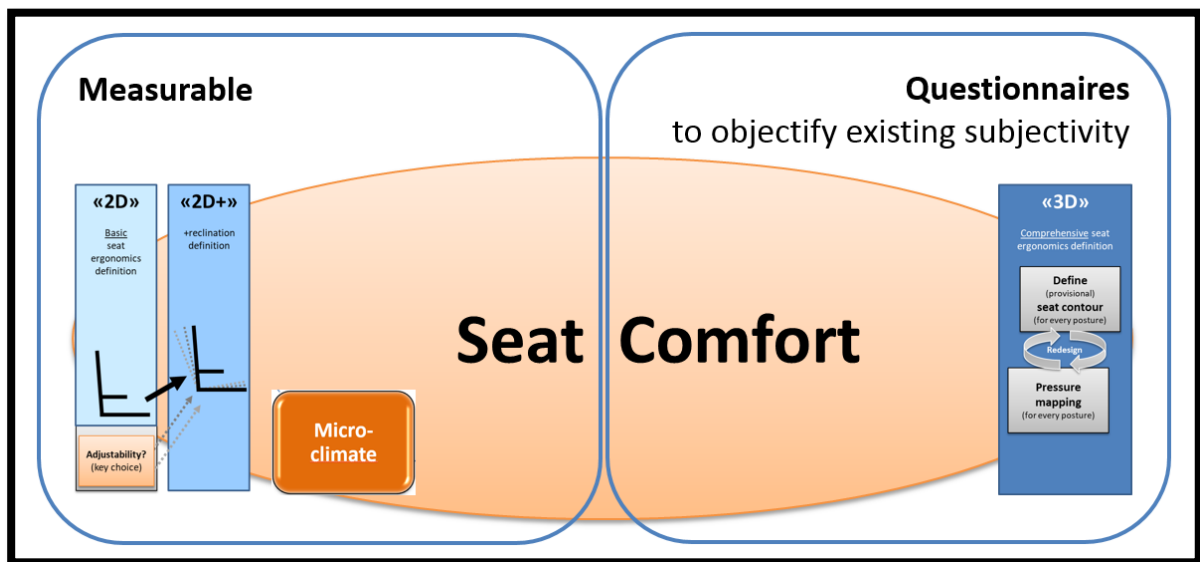 Measurable
Questionnaires
to objectify existing subjectivity
«2D»
Basic
seat
ergonomics
definition
«2D+»
+reclination
definition
Adjustability?
(key choice)
Micro-
climate
Seat Comfort
«3D»
Comprehensive seat
ergonomics definition
Define
(provisional)
seat contour
(for every posture)
Redesign
Pressure
mapping
(for every posture)